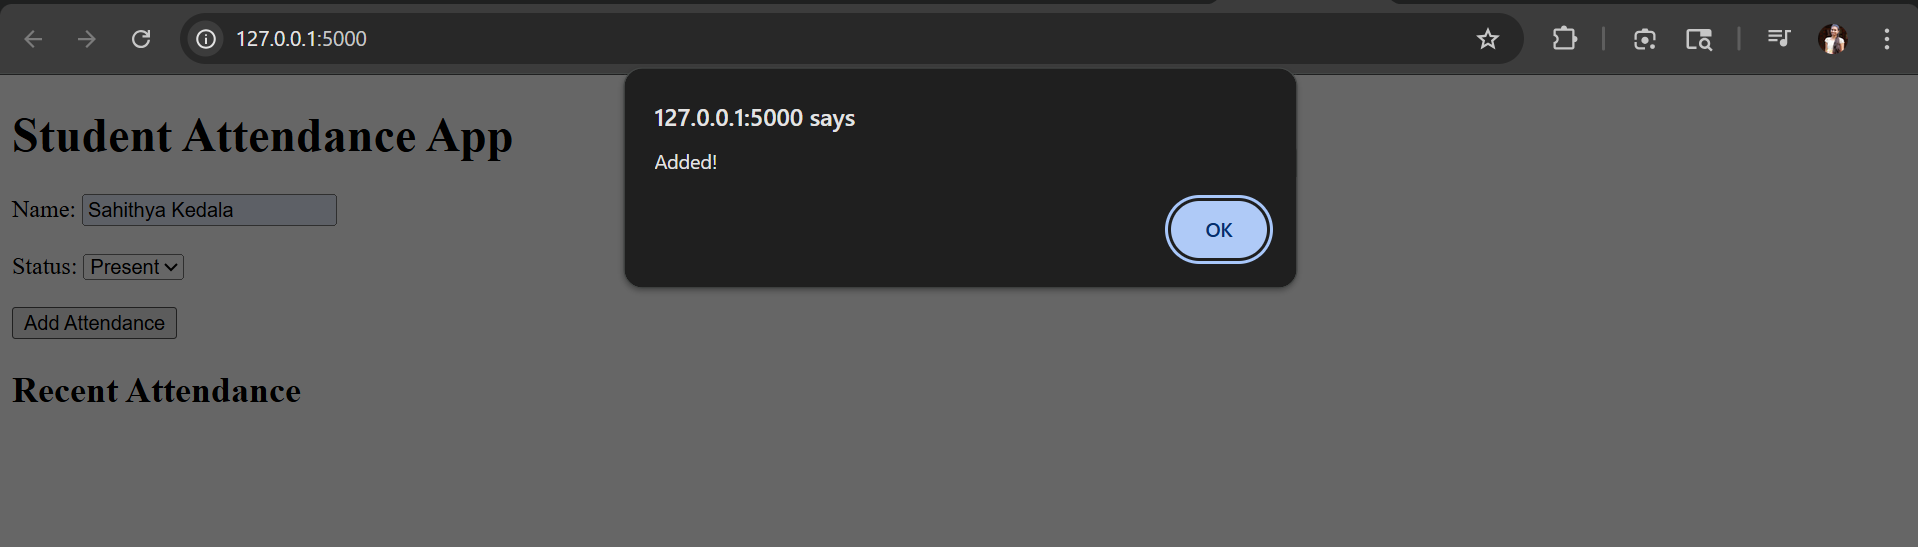 127.0.0.1:5000
127.0.0.1:5000 says
Added!
OK
Student Attendance App
Name: Sahithya Kedala
Status: Present
Add Attendance
Recent Attendance